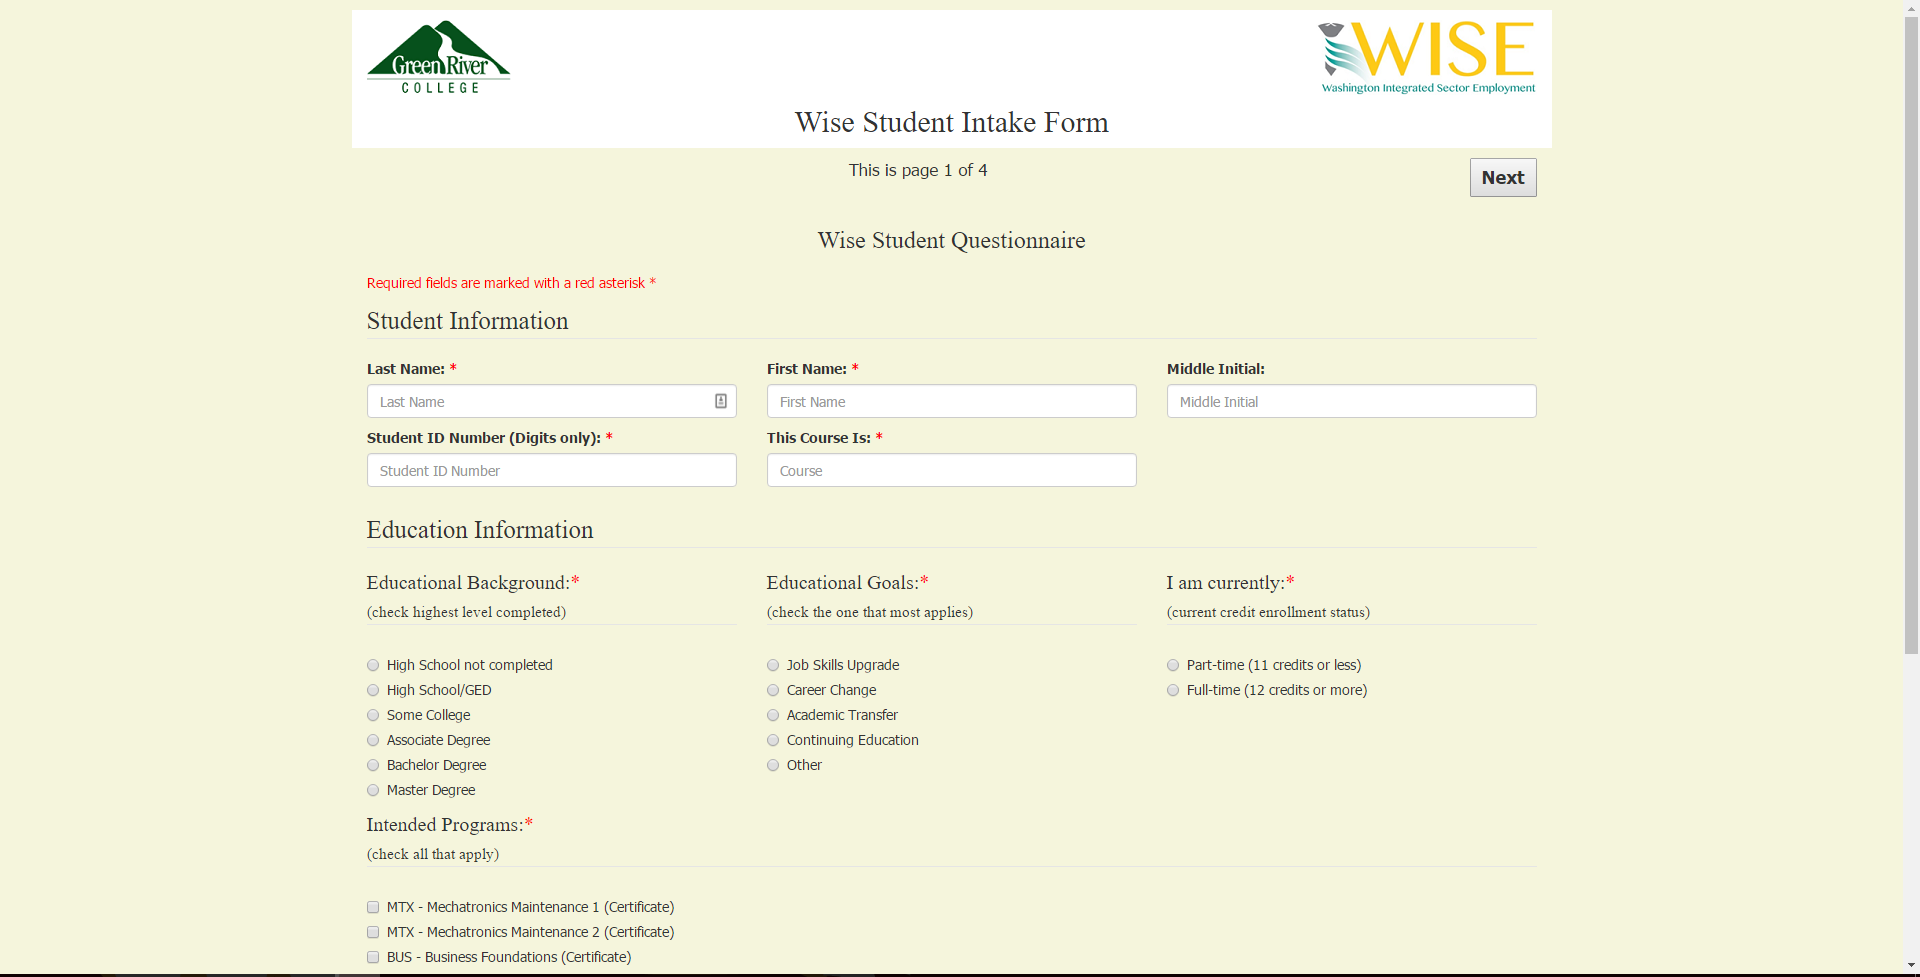 Green River
COLLEGE
WISE
Washington Integrated Sector Employment
Wise Student Intake Form
This is page 1 of 4
Next
Wise Student Questionnaire
Required fields are marked with a red asterisk *
Student Information
Last Name: * First Name: * Middle Initial:
Last Name First Name Middle Initial
Student ID Number (Digits only): * This Course Is: *
Student ID Number Course
Education Information
Educational Background:* Educational Goals:* I am currently:*
(check highest level completed) (check the one that most applies) (current credit enrollment status)
High School not completed Job Skills Upgrade Part-time (11 credits or less)
High School/GED Career Change Full-time (12 credits or more)
Some College Academic Transfer
Associate Degree Continuing Education
Bachelor Degree Other
Master Degree
Intended Programs:*
(check all that apply)
MTX - Mechatronics Maintenance 1 (Certificate)
MTX - Mechatronics Maintenance 2 (Certificate)
BUS - Business Foundations (Certificate)